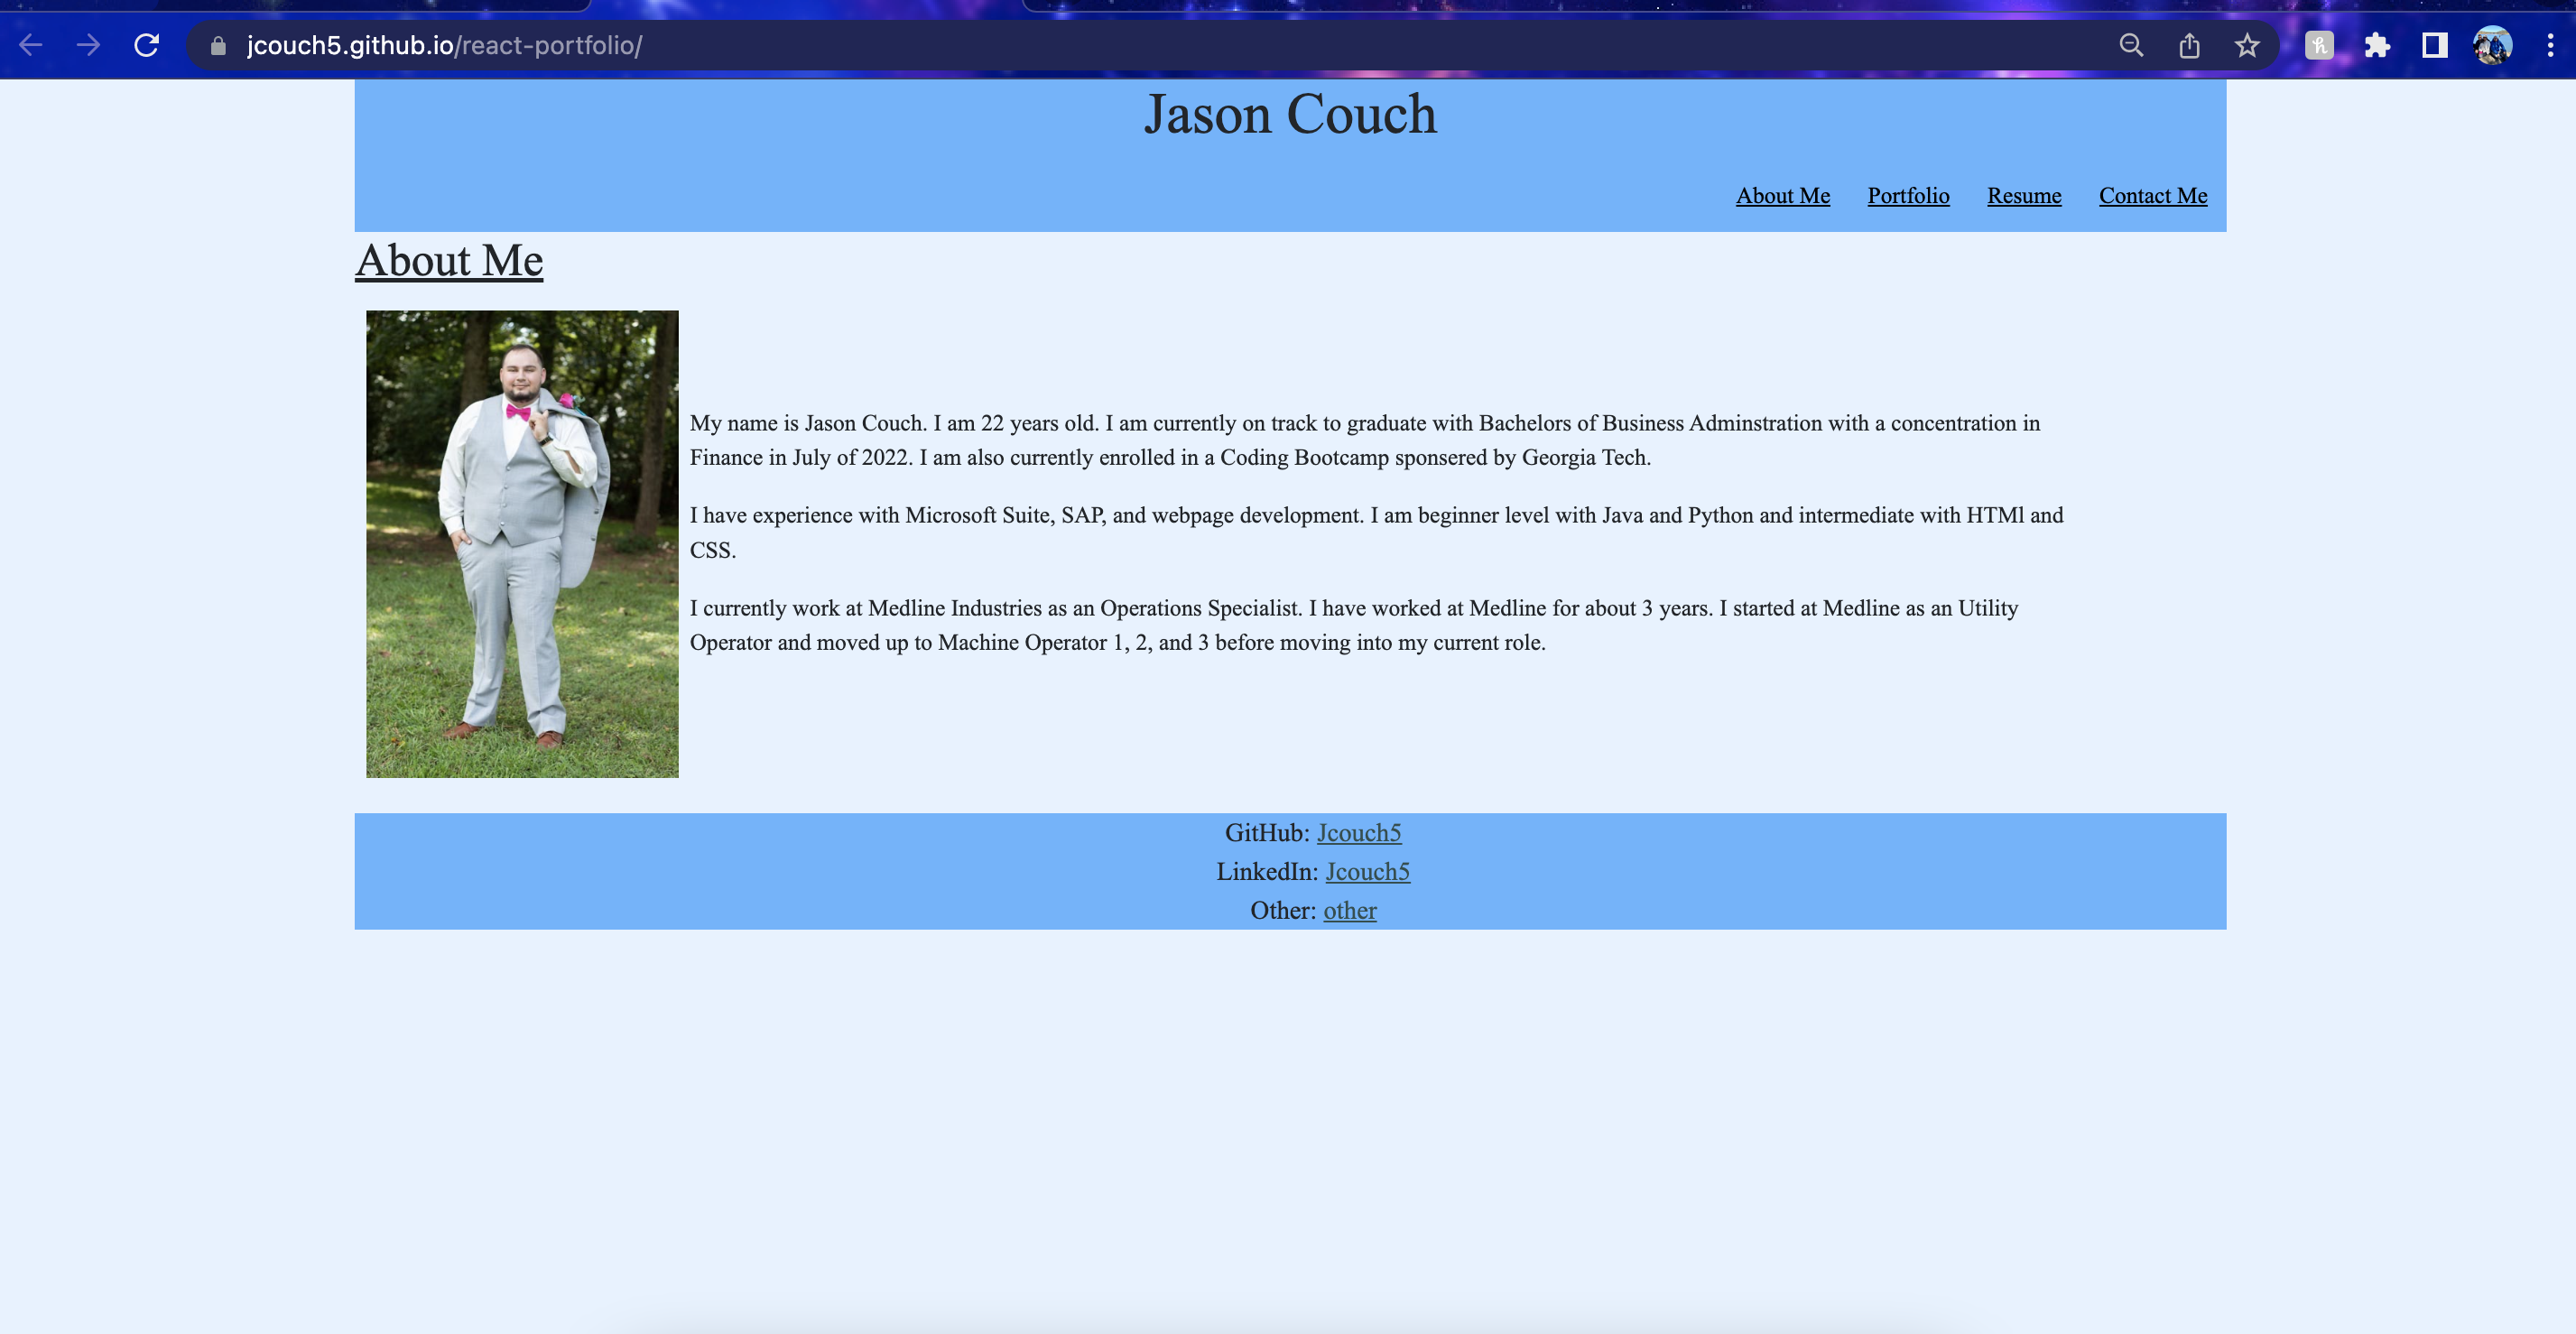 jcouch5.github.io/react-portfolio/
Jason Couch
About Me Portfolio Resume Contact Me
About Me
My name is Jason Couch. I am 22 years old. I am currently on track to graduate with Bachelors of Business Adminstration with a concentration in
Finance in July of 2022. I am also currently enrolled in a Coding Bootcamp sponsered by Georgia Tech.
I have experience with Microsoft Suite, SAP, and webpage development. I am beginner level with Java and Python and intermediate with HTMl and
CSS.
I currently work at Medline Industries as an Operations Specialist. I have worked at Medline for about 3 years. I started at Medline as an Utility
Operator and moved up to Machine Operator 1, 2, and 3 before moving into my current role.
GitHub: Jcouch5
LinkedIn: Jcouch5
Other: other